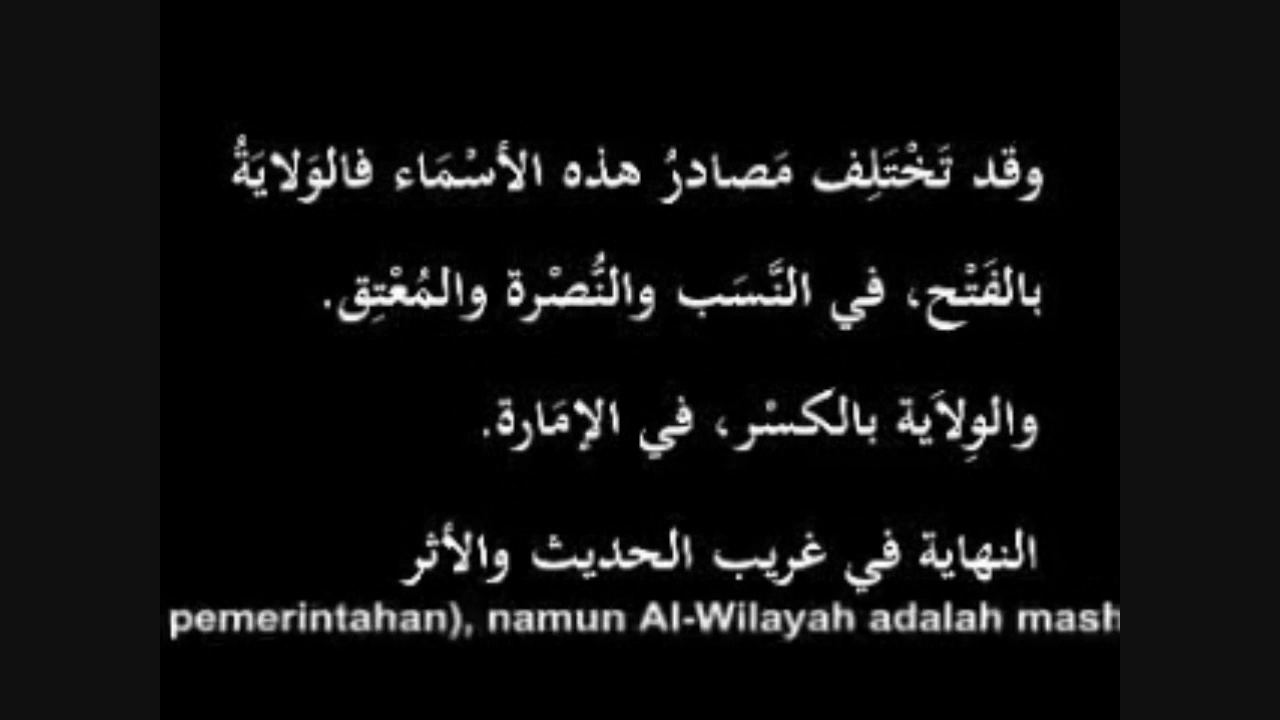 وقد تَخْتَلِف مَصادرُ هذه الأسْمَاء فالوَلايَةُ
بالفَتْح، في النَّسَب والنُّصْرة والمُعْتِق.
والوِلاَية بالكسْر، في الإمَارة.
النهاية في غريب الحديث والأثر
pemerintahan), namun Al-Wilayah adalah mash